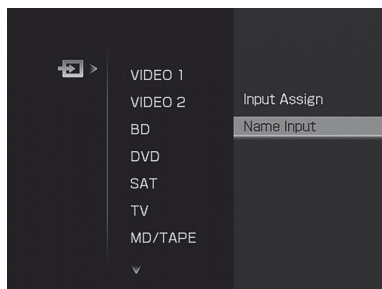 VIDEO 1
VIDEO 2
BD
DVD
SAT
TV
MD/TAPE
Input Assign
Name Input